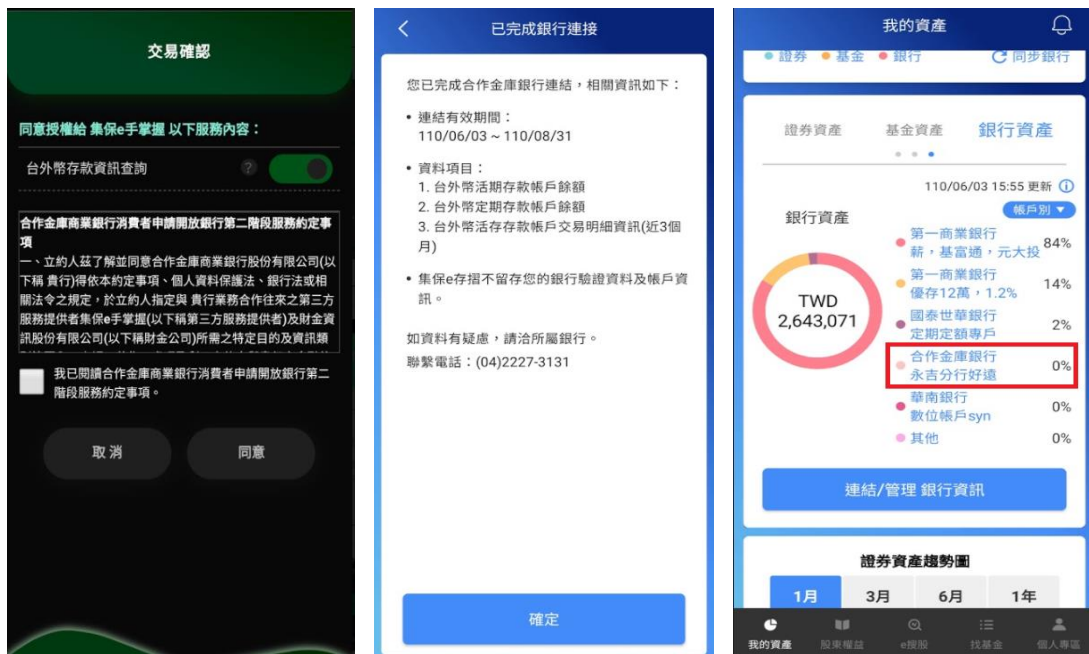 交易確認
同意授權給 集保e手掌握 以下服務內容：
台外幣存款資訊查詢
?
合作金庫商業銀行消費者申請開放銀行第二階段服務約定事
項
一、立約人茲了解並同意合作金庫商業銀行股份有限公司(以
下稱 貴行)得依本約定事項、個人資料保護法、銀行法或相
關法令之規定，於立約人指定與 貴行業務合作往來之第三方
服務提供者集保e手掌握(以下稱第三方服務提供者)及財金資
訊股份有限公司(以下稱財金公司)所需之特定目的及資訊類
我已閱讀合作金庫商業銀行消費者申請開放銀行第二
階段服務約定事項。
取消
同意
已完成銀行連接
您已完成合作金庫銀行連結，相關資訊如下：
• 連結有效期間：
110/06/03 ~ 110/08/31
• 資料項目：
1. 台外幣活期存款帳戶餘額
2. 台外幣定期存款帳戶餘額
3. 台外幣活存存款帳戶交易明細資訊(近3個
月)
• 集保e存摺不留存您的銀行驗證資料及帳戶資
訊。
如資料有疑慮，請洽所屬銀行。
聯繫電話：(04)2227-3131
確定
我的資產
證券 基金 銀行
同步銀行
證券資產 基金資產 銀行資產
110/06/03 15:55 更新
帳戶別 ▼
銀行資產
TWD
2,643,071
第一商業銀行
薪，基富通，元大投 84%
第一商業銀行
優存12萬，1.2% 14%
國泰世華銀行
定期定額專戶 2%
合作金庫銀行
永吉分行好遠 0%
華南銀行
數位帳戶syn 0%
其他 0%
連結/管理 銀行資訊
證券資產趨勢圖
1月 3月 6月 1年
我的資產 股東權益 e投股 找基金 個人專區